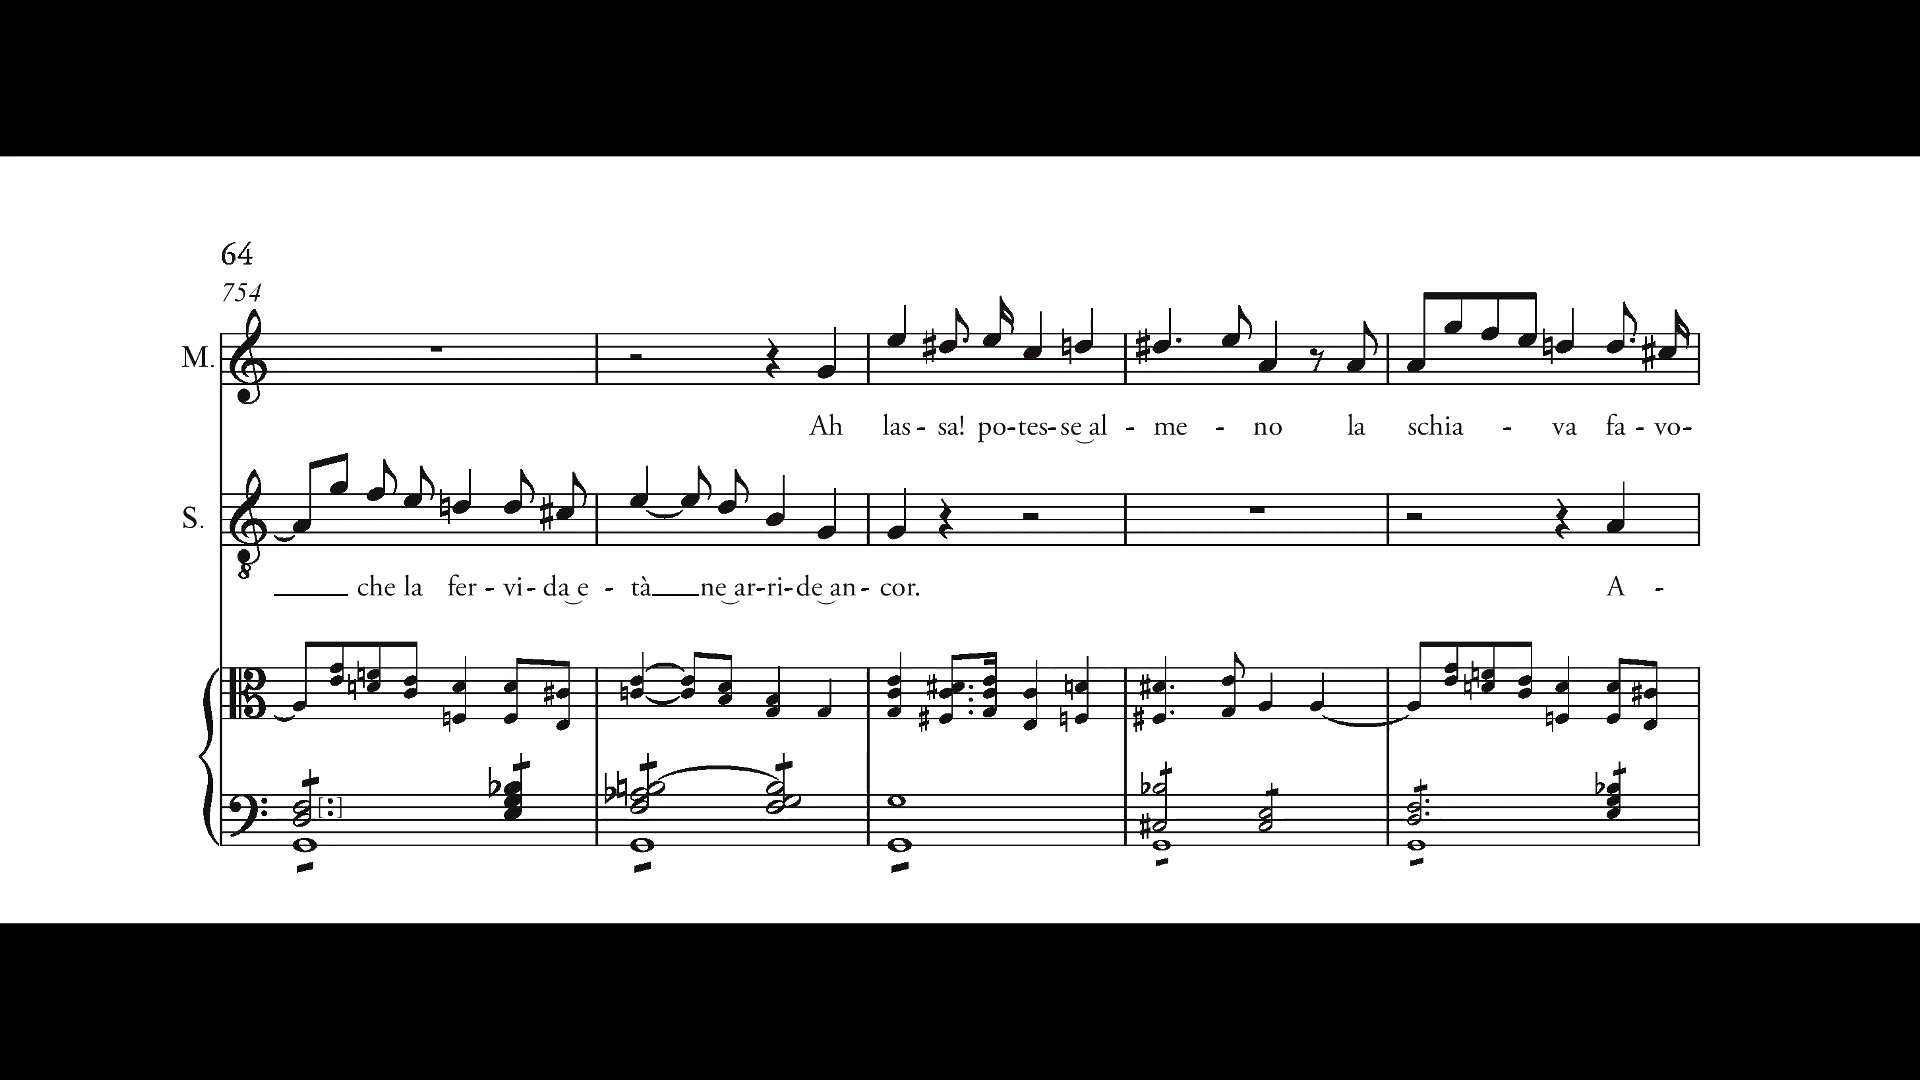 64
754
M.
Ah las - sa! po-tes-se al - me - no la schia - va fa - vo-
S.
che la fer - vi - da e - tà ne ar-ri-de an - cor. A -